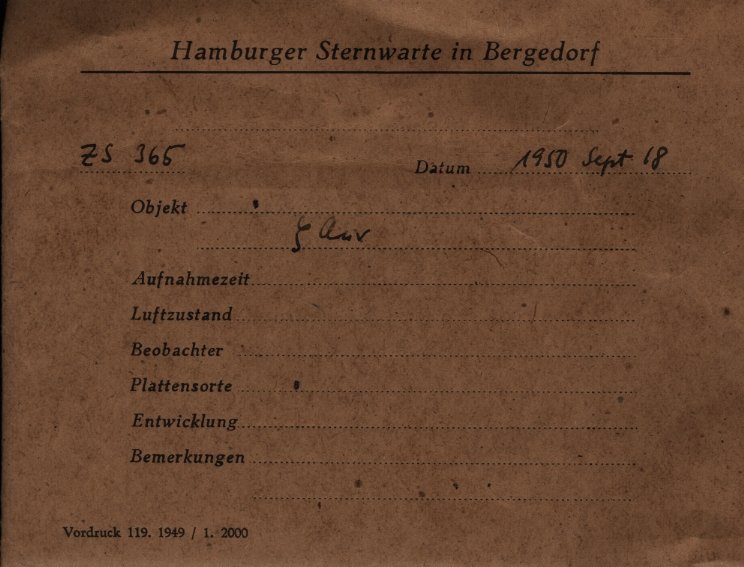 Hamburger Sternwarte in Bergedorf
ZS 365 Datum 1950 Sept 18
Objekt
ζ Aur
Aufnahmezeit
Luftzustand
Beobachter
Plattensorte
Entwicklung
Bemerkungen
Vordruck 119. 1949 / 1. 2000